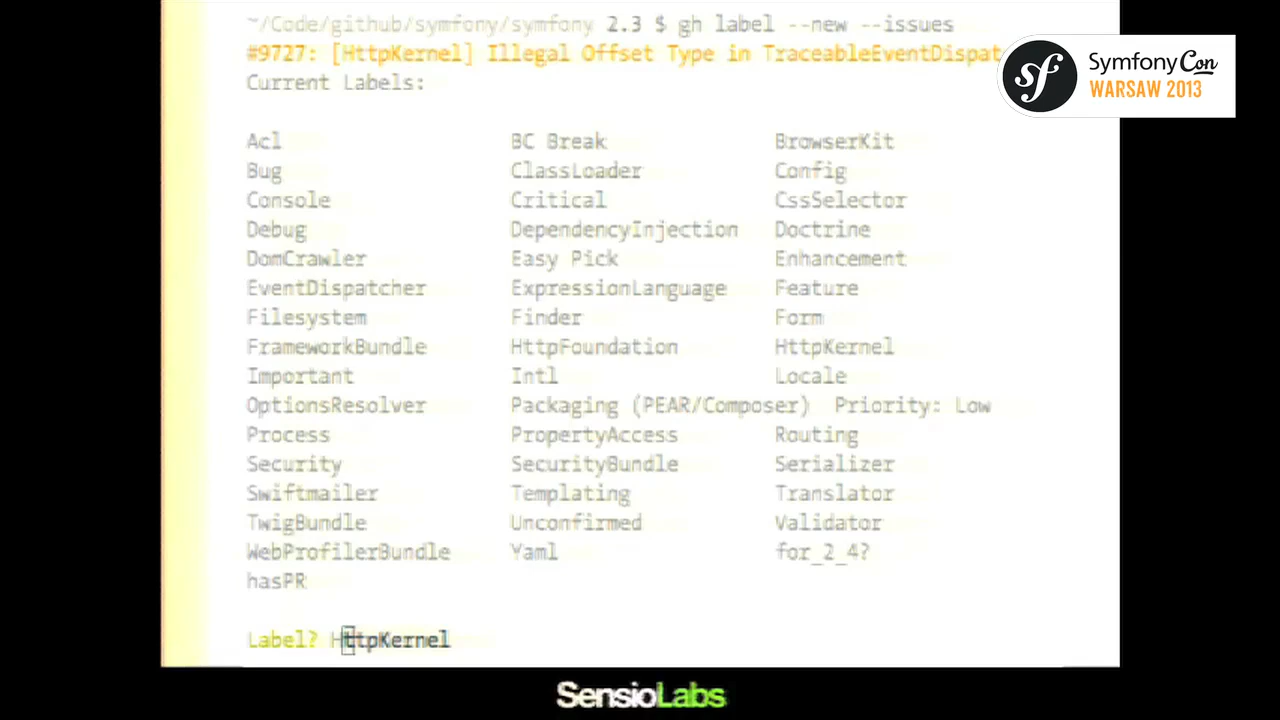 ~/Code/github/symfony/symfony 2.3 $ gh label --new --issues
#9727: [HttpKernel] Illegal Offset Type in TraceableEventDispat
Current Labels:
Acl BC Break BrowserKit
Bug ClassLoader Config
Console Critical CssSelector
Debug DependencyInjection Doctrine
DomCrawler Easy Pick Enhancement
EventDispatcher ExpressionLanguage Feature
Filesystem Finder Form
FrameworkBundle HttpFoundation HttpKernel
Important Intl Locale
OptionsResolver Packaging (PEAR/Composer) Priority: Low
Process PropertyAccess Routing
Security SecurityBundle Serializer
Swiftmailer Templating Translator
TwigBundle Unconfirmed Validator
WebProfilerBundle Yaml for_2_4?
hasPR
Label? HttpKernel
sf SymfonyCon
WARSAW 2013
SensioLabs